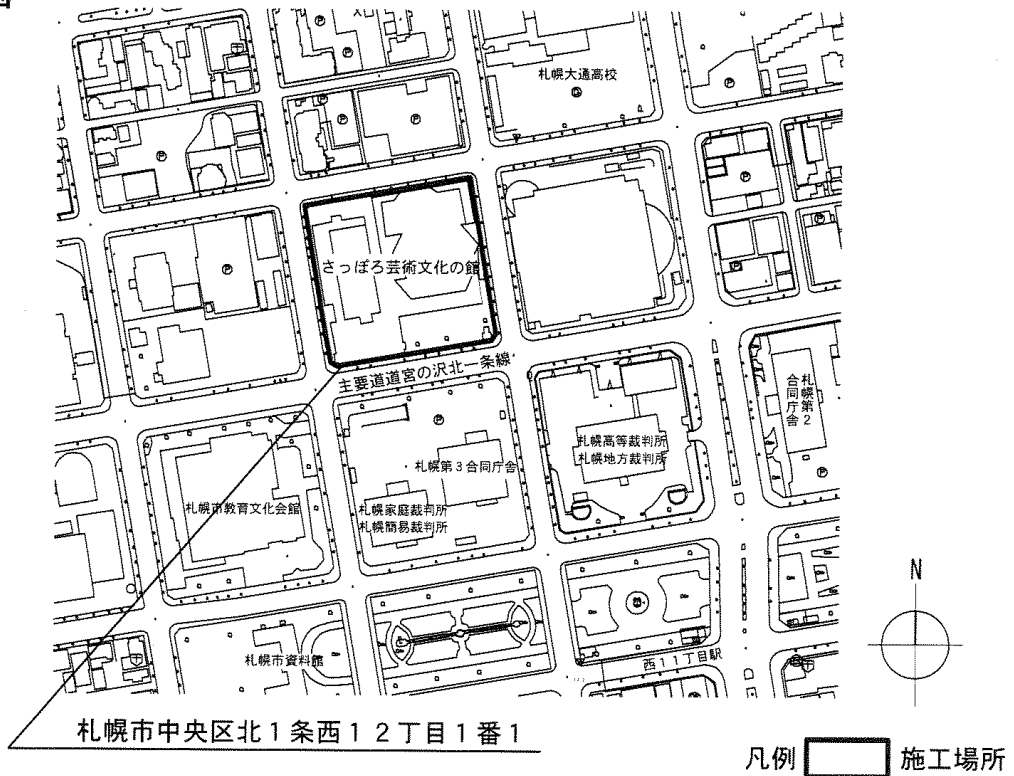 札幌大通高校
さっぽろ芸術文化の館
主要道道宮の沢北一条線
札幌第2
合同庁舎
札幌高等裁判所
札幌地方裁判所
札幌第3合同庁舎
札幌市教育文化会館
札幌家庭裁判所
札幌簡易裁判所
N
札幌市資料館
西11丁目駅
札幌市中央区北1条西12丁目1番1
凡例 施工場所